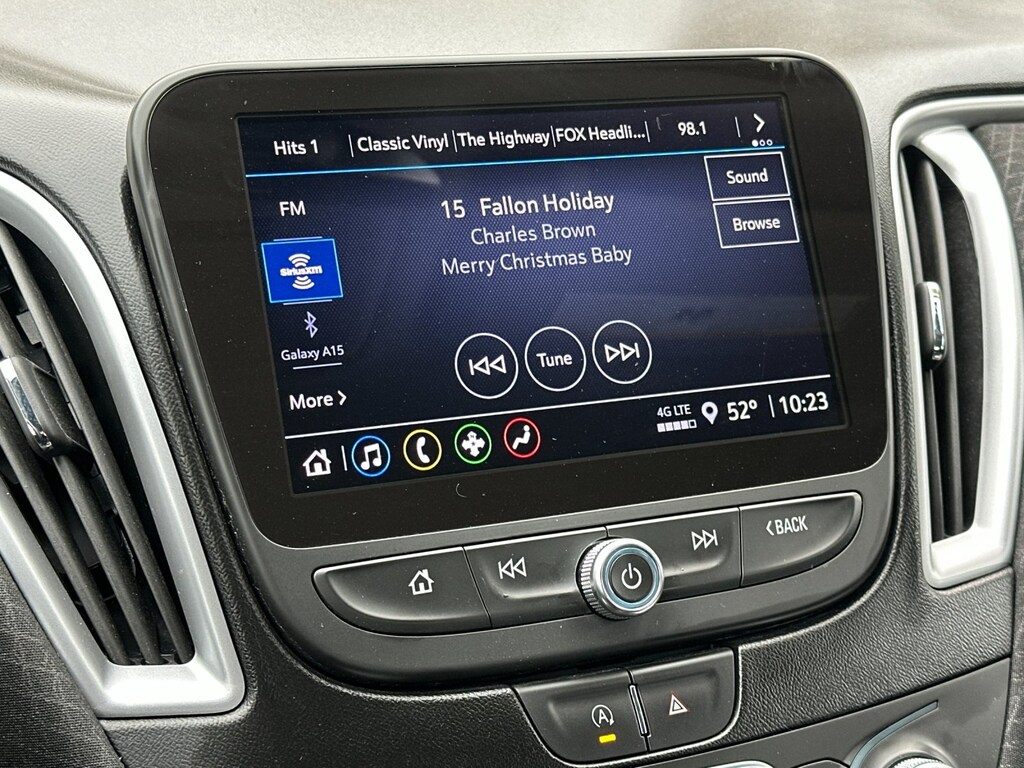 Hits 1 Classic Vinyl The Highway FOX Headli... 98.1
Sound
FM
15 Fallon Holiday
Browse
Charles Brown
SiriusXM
Merry Christmas Baby
Galaxy A15
Tune
More
4G LTE 52° 10:23
BACK
A